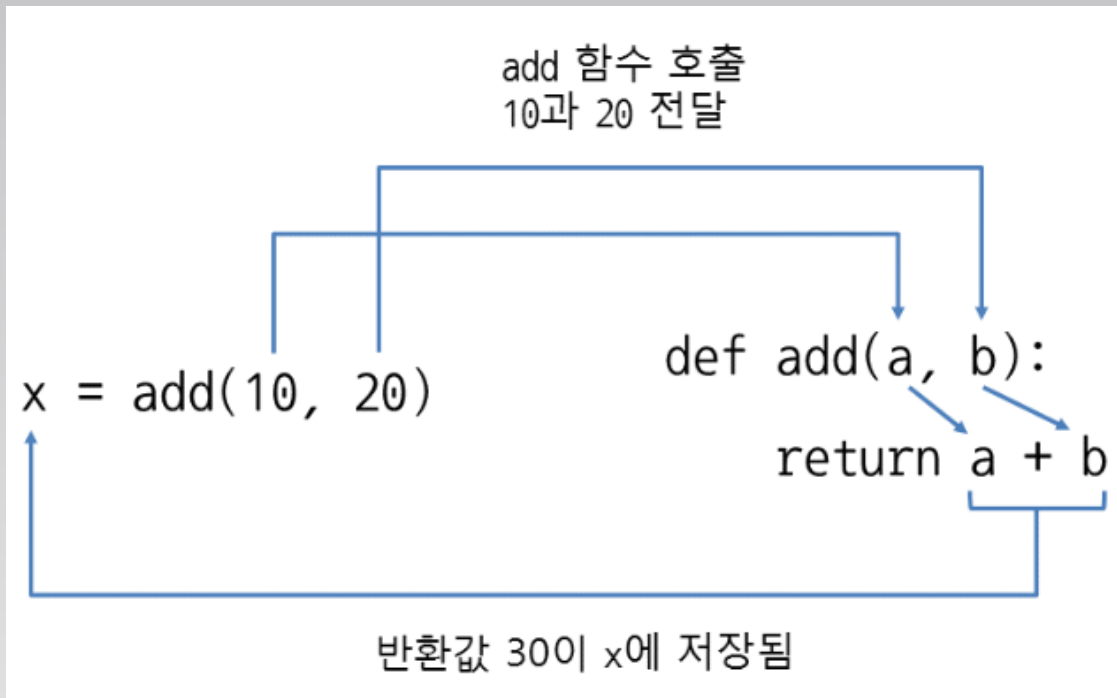 add 함수 호출
10과 20 전달
x = add(10, 20)
def add(a, b):
return a + b
반환값 30이 x에 저장됨